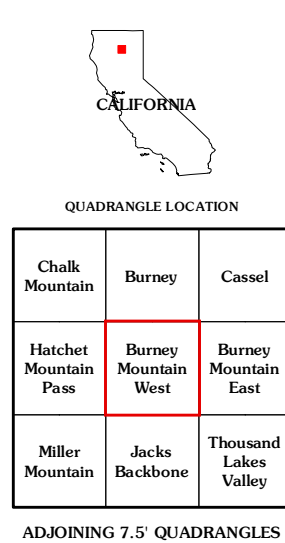 CALIFORNIA
QUADRANGLE LOCATION
Chalk
Mountain
Burney
Cassel
Hatchet
Mountain
Pass
Burney
Mountain
West
Burney
Mountain
East
Miller
Mountain
Jacks
Backbone
Thousand
Lakes
Valley
ADJOINING 7.5' QUADRANGLES